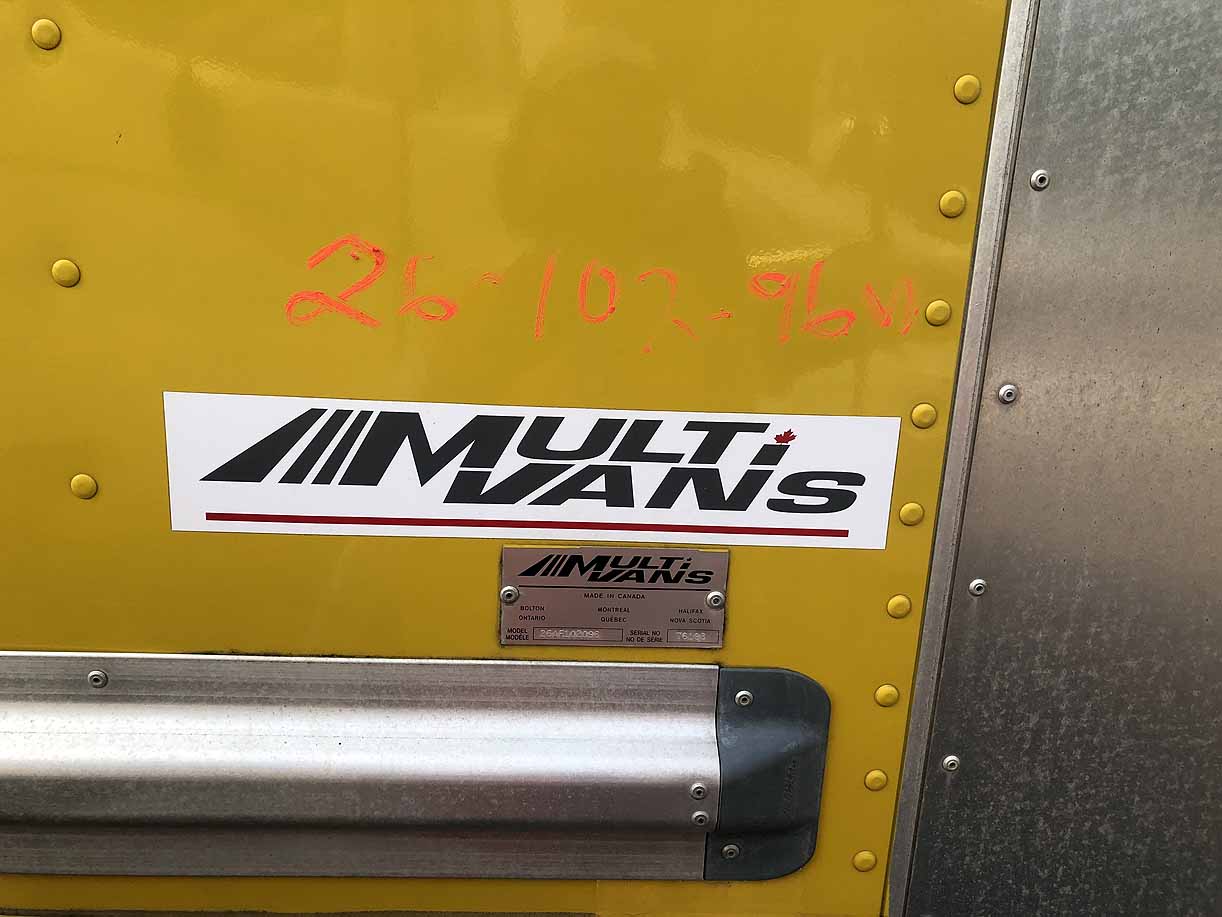 26-102-96
MULTi
VANS
MULTi
VANS
MADE IN CANADA
BOLTON MONTREAL HALIFAX
ONTARIO QUÉBEC NOVA SCOTIA
MODEL SERIAL NO
MODÈLE NO DE SÉRIE